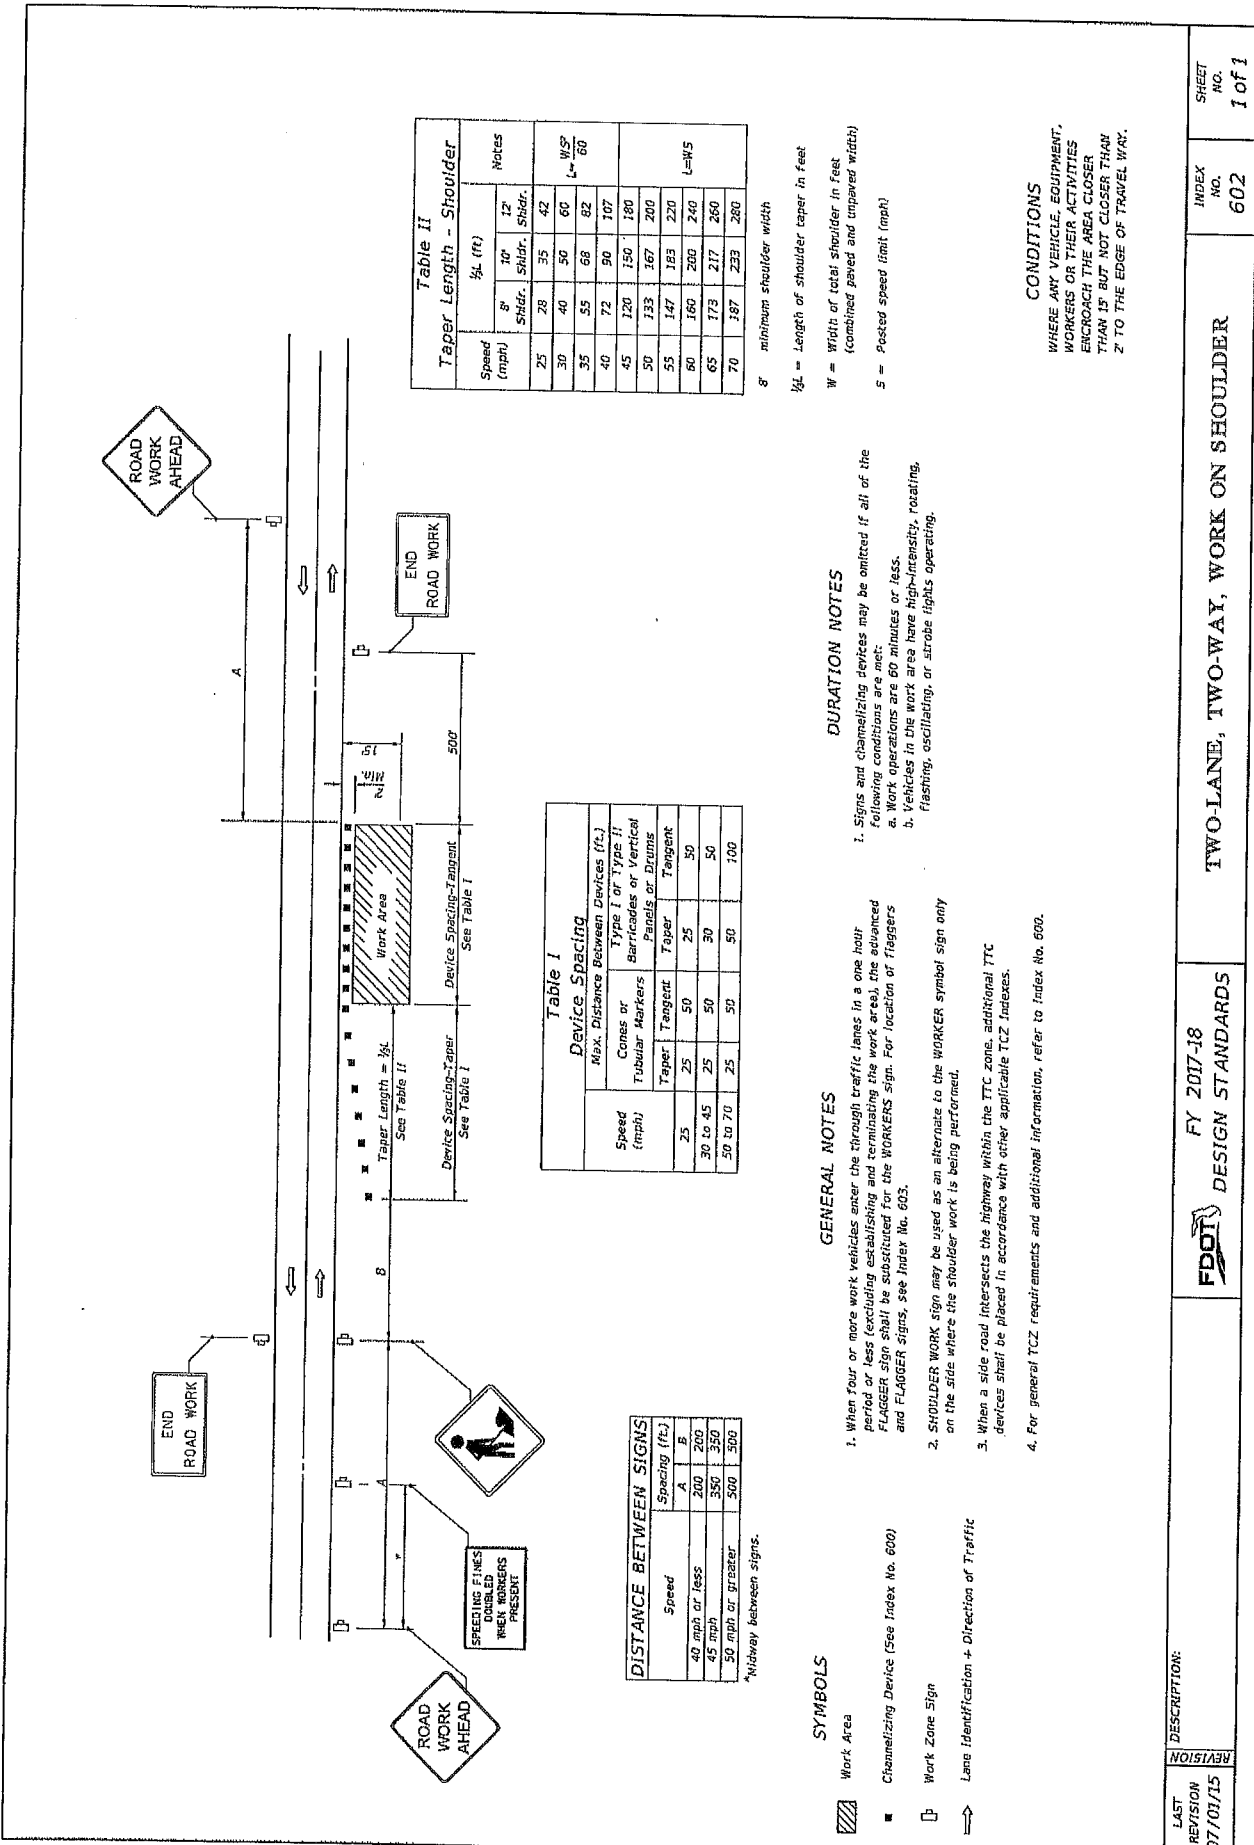 ROAD
WORK
AHEAD
SPEEDING FINES
DOUBLED
WHEN WORKERS
PRESENT
END
ROAD WORK
A
*
B
Taper Length = ⅓L
See Table II
Device Spacing-Taper
See Table I
Work Area
Device Spacing-Tangent
See Table I
2'
Min.
15'
500'
END
ROAD WORK
A
ROAD
WORK
AHEAD
DISTANCE BETWEEN SIGNS
Speed Spacing (ft.)
A B
40 mph or less 200 200
45 mph 350 350
50 mph or greater 500 500
*Midway between signs.
Table I
Device Spacing
Speed (mph) Max. Distance Between Devices (ft.)
Cones or Tubular Markers Type I or Type II Barricades or Vertical Panels or Drums
Taper Tangent Taper Tangent
25 25 50 25 50
30 to 45 25 50 30 50
50 to 70 25 50 50 100
Table II
Taper Length - Shoulder
Speed (mph) ⅓L (ft) Notes
8' Shldr. 10' Shldr. 12' Shldr.
25 28 35 42
30 40 50 60
35 55 68 82
40 72 90 107
L= WS²/60
45 120 150 180
50 133 167 200
55 147 183 220
60 160 200 240
65 173 217 260
70 187 233 280
L=WS
8' minimum shoulder width
⅓L = Length of shoulder taper in feet
W = Width of total shoulder in feet
(combined paved and unpaved width)
S = Posted speed limit (mph)
SYMBOLS
Work Area
Channelizing Device (See Index No. 600)
Work Zone Sign
Lane Identification + Direction of Traffic
GENERAL NOTES
1. When four or more work vehicles enter the through traffic lanes in a one hour
period or less (excluding establishing and terminating the work area), the advanced
FLAGGER sign shall be substituted for the WORKERS sign. For location of flaggers
and FLAGGER signs, see Index No. 603.
2. SHOULDER WORK sign may be used as an alternate to the WORKER symbol sign only
on the side where the shoulder work is being performed.
3. When a side road intersects the highway within the TTC zone, additional TTC
devices shall be placed in accordance with other applicable TCZ Indexes.
4. For general TCZ requirements and additional information, refer to Index No. 600.
DURATION NOTES
1. Signs and channelizing devices may be omitted if all of the
following conditions are met:
a. Work operations are 60 minutes or less.
b. Vehicles in the work area have high-intensity, rotating,
flashing, oscillating, or strobe lights operating.
CONDITIONS
WHERE ANY VEHICLE, EQUIPMENT,
WORKERS OR THEIR ACTIVITIES
ENCROACH THE AREA CLOSER
THAN 15' BUT NOT CLOSER THAN
2' TO THE EDGE OF TRAVEL WAY.
LAST
REVISION
07/01/15
REVISION
DESCRIPTION:
FDOT
FY 2017-18
DESIGN STANDARDS
TWO-LANE, TWO-WAY, WORK ON SHOULDER
INDEX
NO.
602
SHEET
NO.
1 of 1